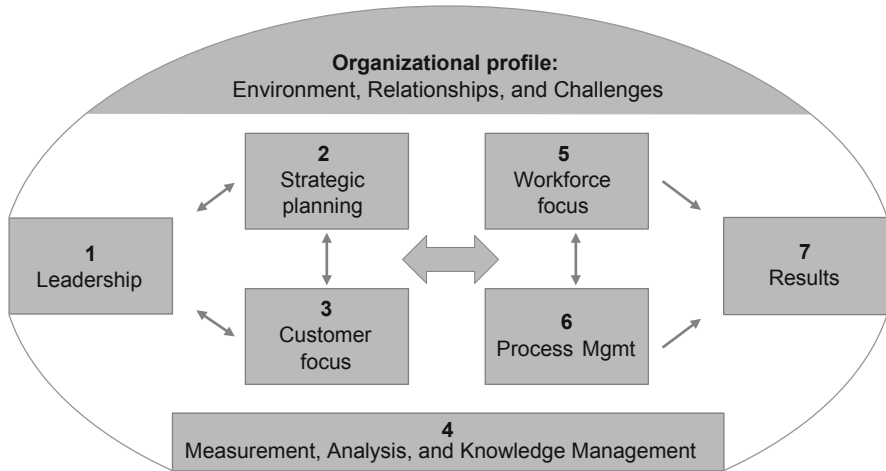 Organizational profile:
Environment, Relationships, and Challenges
1
Leadership
2
Strategic
planning
3
Customer
focus
5
Workforce
focus
6
Process Mgmt
7
Results
4
Measurement, Analysis, and Knowledge Management